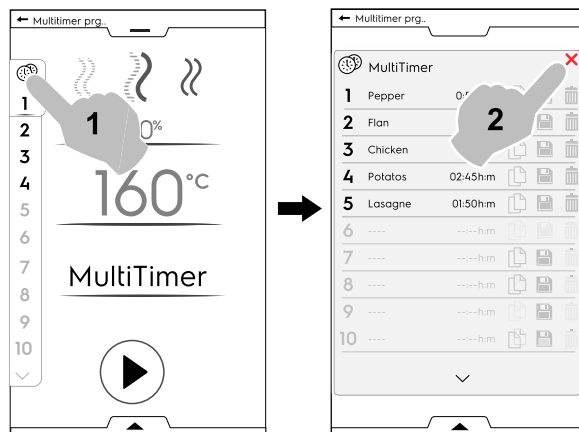 Multitimer prg..
1
2
3
4
5
6
7
8
9
10
1
0%
160°C
MultiTimer
Multitimer prg..
MultiTimer
1 Pepper
2 Flan
3 Chicken
4 Potatos 02:45h:m
5 Lasagne 01:50h:m
6 ---- --:--h:m
7 ---- --:--h:m
8 ---- --:--h:m
9 ---- --:--h:m
10 ---- --:--h:m
2